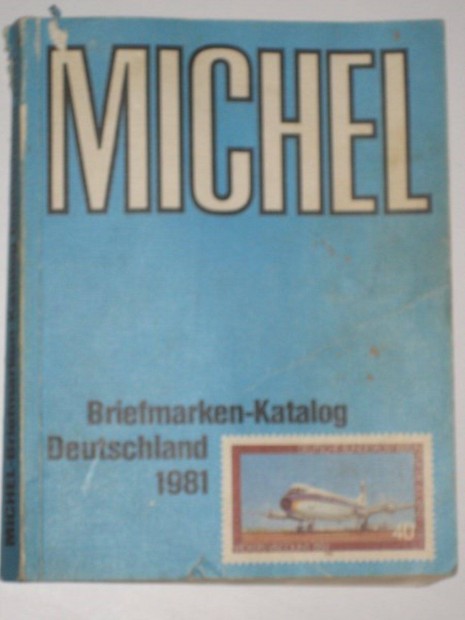 MICHEL
Briefmarken-Katalog
Deutschland
1981
40